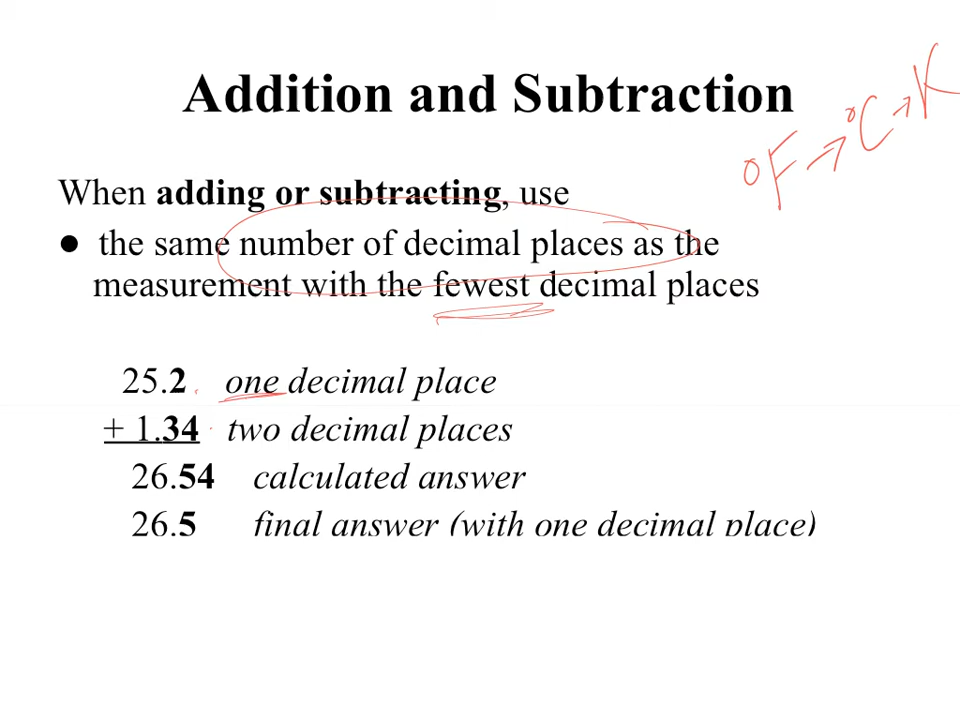 Addition and Subtraction
°F → °C → K
When adding or subtracting, use
● the same number of decimal places as the
measurement with the fewest decimal places
25.2 one decimal place
+ 1.34 two decimal places
26.54 calculated answer
26.5 final answer (with one decimal place)